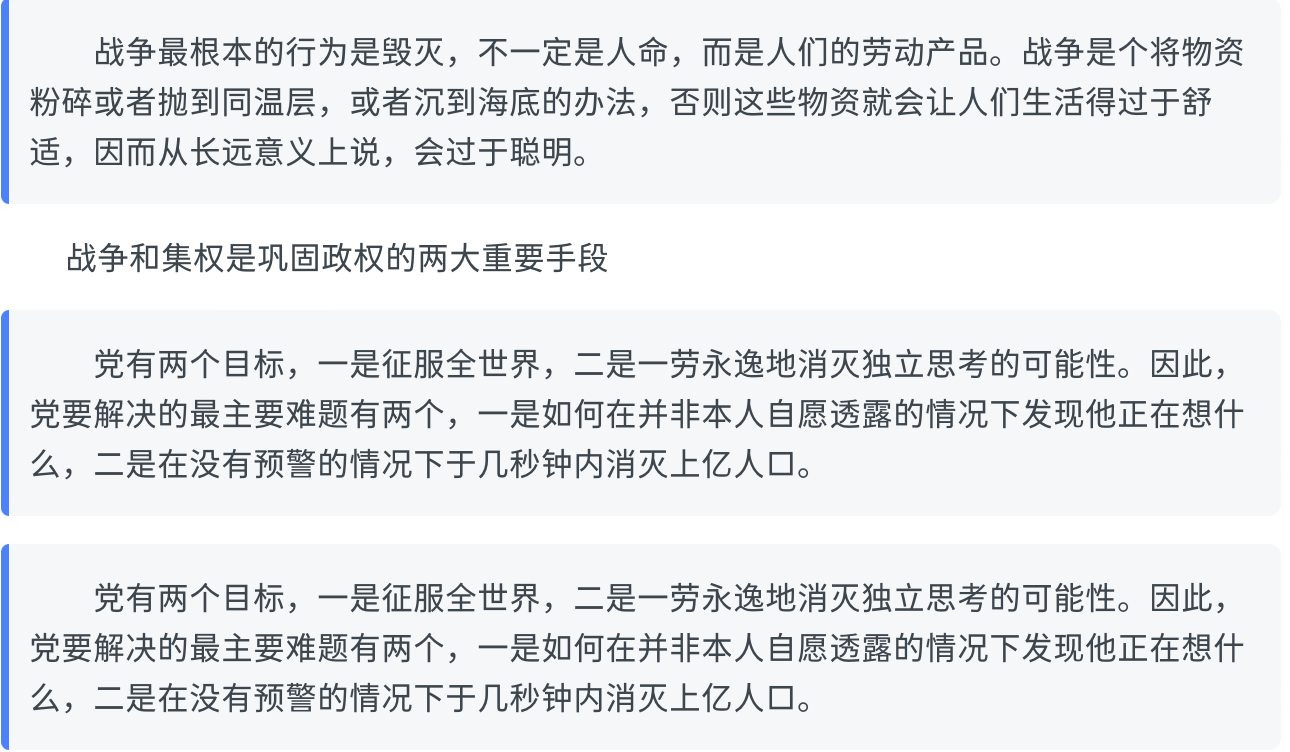 战争最根本的行为是毁灭，不一定是人命，而是人们的劳动产品。战争是个将物资
粉碎或者抛到同温层，或者沉到海底的办法，否则这些物资就会让人们生活得过于舒
适，因而从长远意义上说，会过于聪明。
战争和集权是巩固政权的两大重要手段
党有两个目标，一是征服全世界，二是一劳永逸地消灭独立思考的可能性。因此，
党要解决的最主要难题有两个，一是如何在并非本人自愿透露的情况下发现他正在想什
么，二是在没有预警的情况下于几秒钟内消灭上亿人口。
党有两个目标，一是征服全世界，二是一劳永逸地消灭独立思考的可能性。因此，
党要解决的最主要难题有两个，一是如何在并非本人自愿透露的情况下发现他正在想什
么，二是在没有预警的情况下于几秒钟内消灭上亿人口。